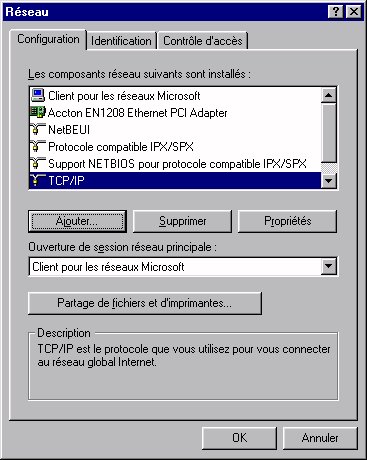 Réseau
Configuration
Identification
Contrôle d'accès
Les composants réseau suivants sont installés :
Client pour les réseaux Microsoft
Accton EN1208 Ethernet PCI Adapter
NetBEUI
Protocole compatible IPX/SPX
Support NETBIOS pour protocole compatible IPX/SPX
TCP/IP
Ajouter...
Supprimer
Propriétés
Ouverture de session réseau principale :
Client pour les réseaux Microsoft
Partage de fichiers et d'imprimantes...
Description
TCP/IP est le protocole que vous utilisez pour vous connecter
au réseau global Internet.
OK
Annuler